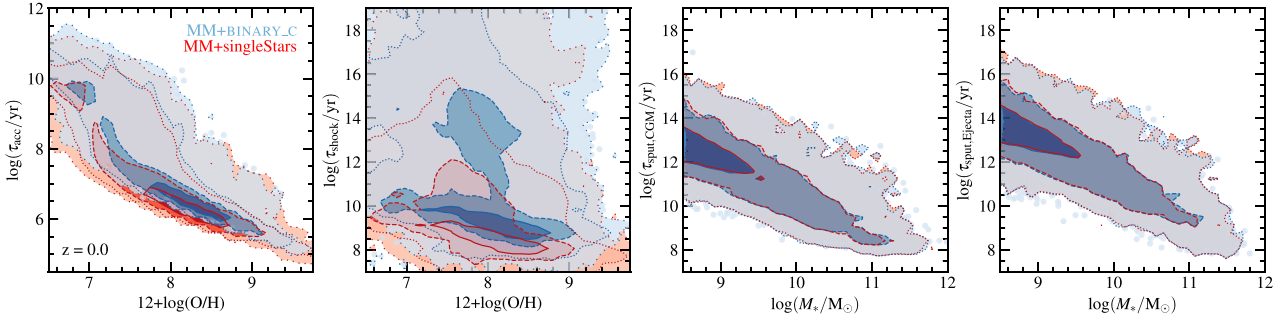 MM+BINARY_C
MM+singleStars
z = 0.0
log(τacc/yr)
12
10
8
6
7 8 9
12+log(O/H)
log(τshock/yr)
18
16
14
12
10
8
7 8 9
12+log(O/H)
log(τsput,CGM/yr)
18
16
14
12
10
8
9 10 11 12
log(M*/M⊙)
log(τsput,Ejecta/yr)
18
16
14
12
10
8
9 10 11 12
log(M*/M⊙)